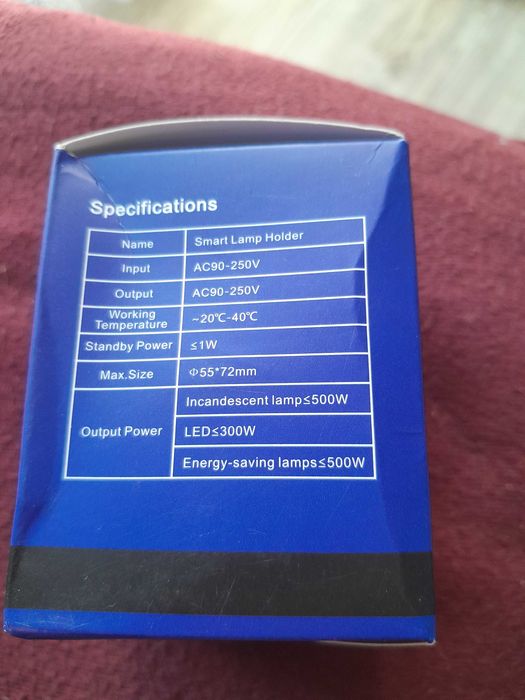 Specifications
Name Smart Lamp Holder
Input AC90-250V
Output AC90-250V
Working Temperature ~20℃-40℃
Standby Power ≤1W
Max.Size Φ55*72mm
Output Power Incandescent lamp≤500W
LED≤300W
Energy-saving lamps≤500W